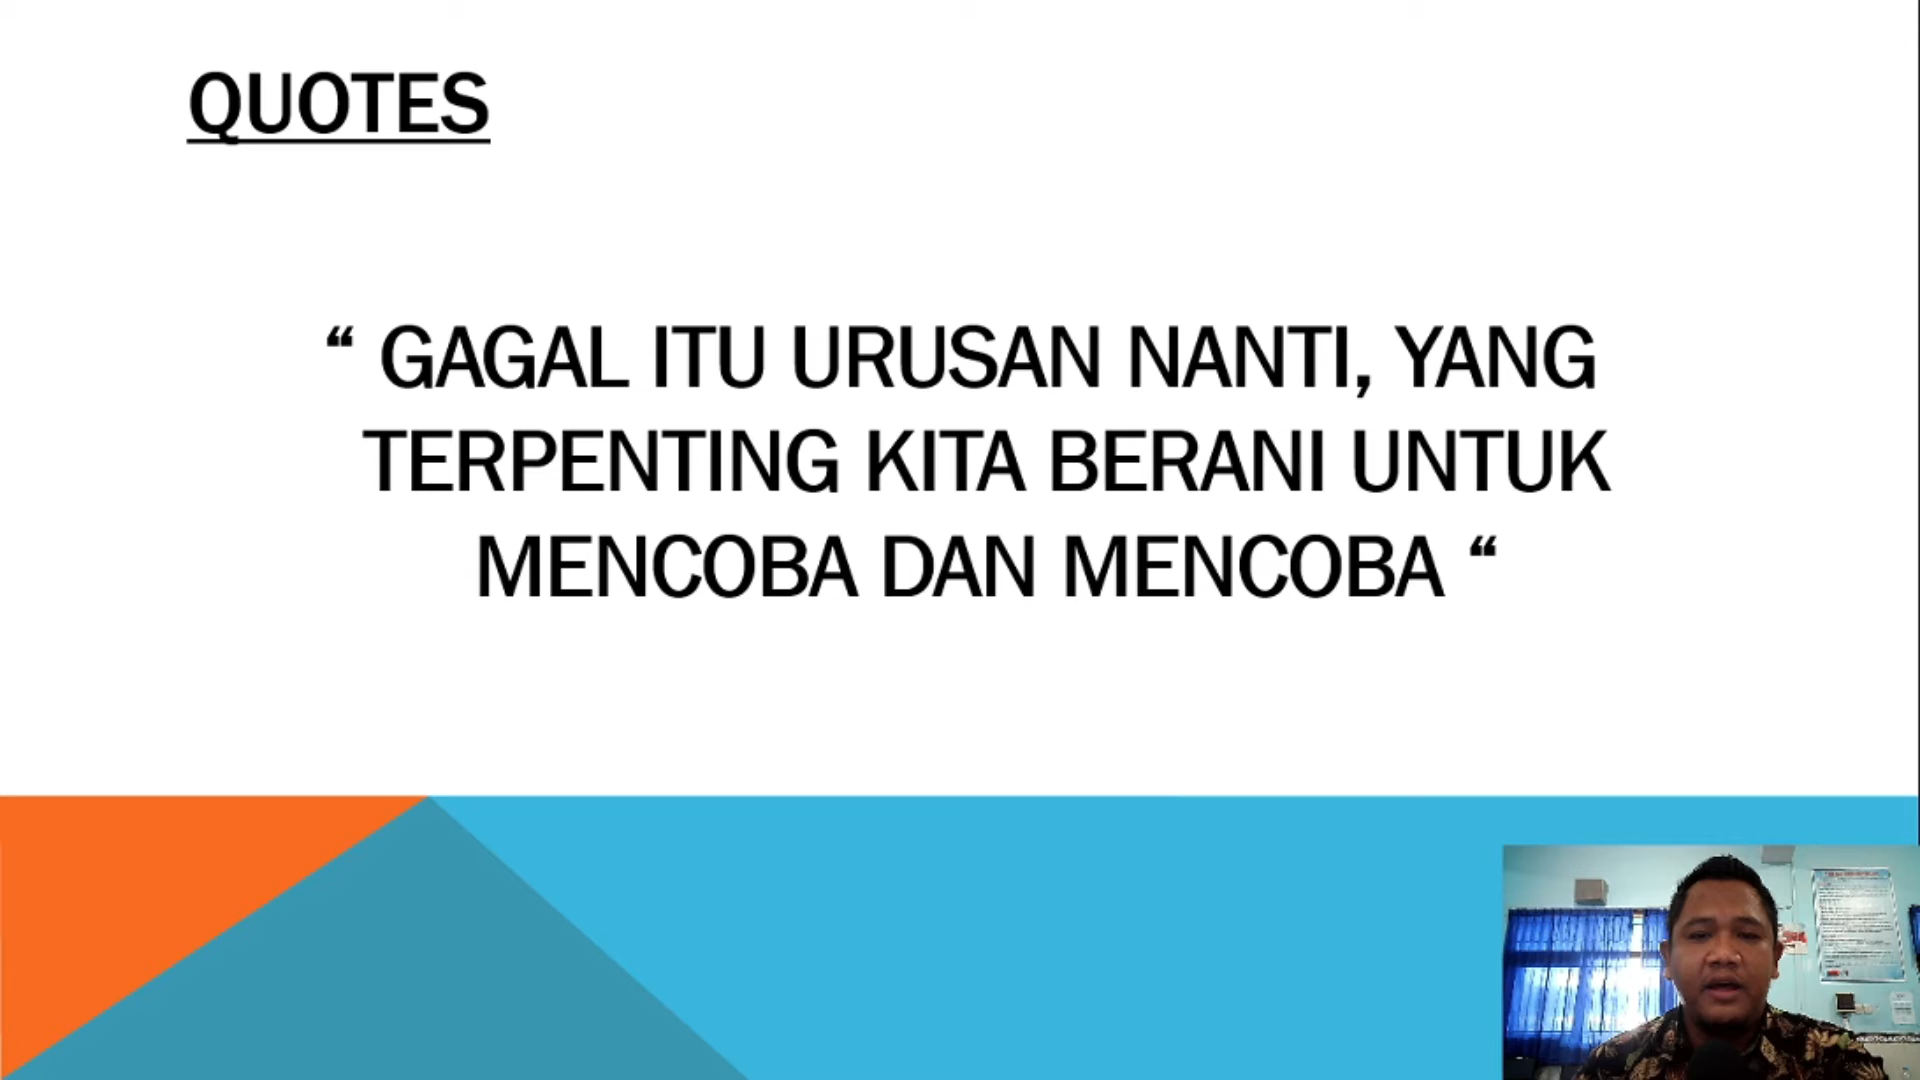 QUOTES
“ GAGAL ITU URUSAN NANTI, YANG
TERPENTING KITA BERANI UNTUK
MENCOBA DAN MENCOBA “